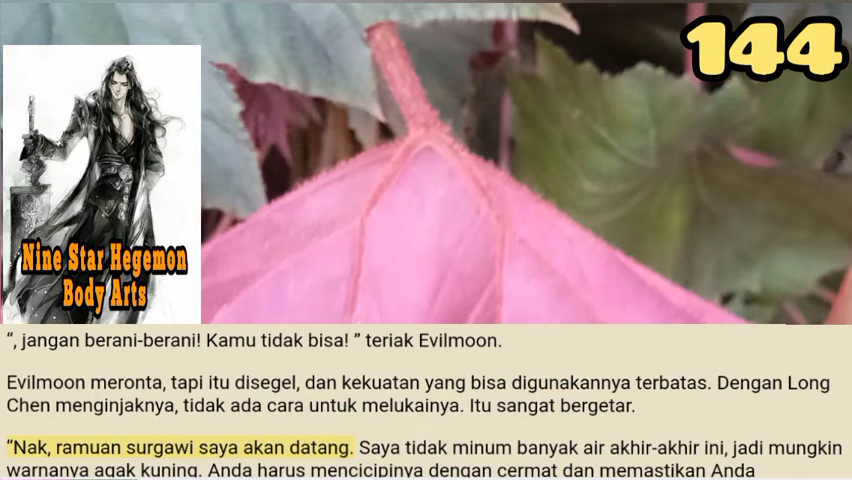 144
Nine Star Hegemon
Body Arts
“, jangan berani-berani! Kamu tidak bisa! ” teriak Evilmoon.
Evilmoon meronta, tapi itu disegel, dan kekuatan yang bisa digunakannya terbatas. Dengan Long
Chen menginjaknya, tidak ada cara untuk melukainya. Itu sangat bergetar.
“Nak, ramuan surgawi saya akan datang. Saya tidak minum banyak air akhir-akhir ini, jadi mungkin
warnanya agak kuning. Anda harus mencicipinya dengan cermat dan memastikan Anda